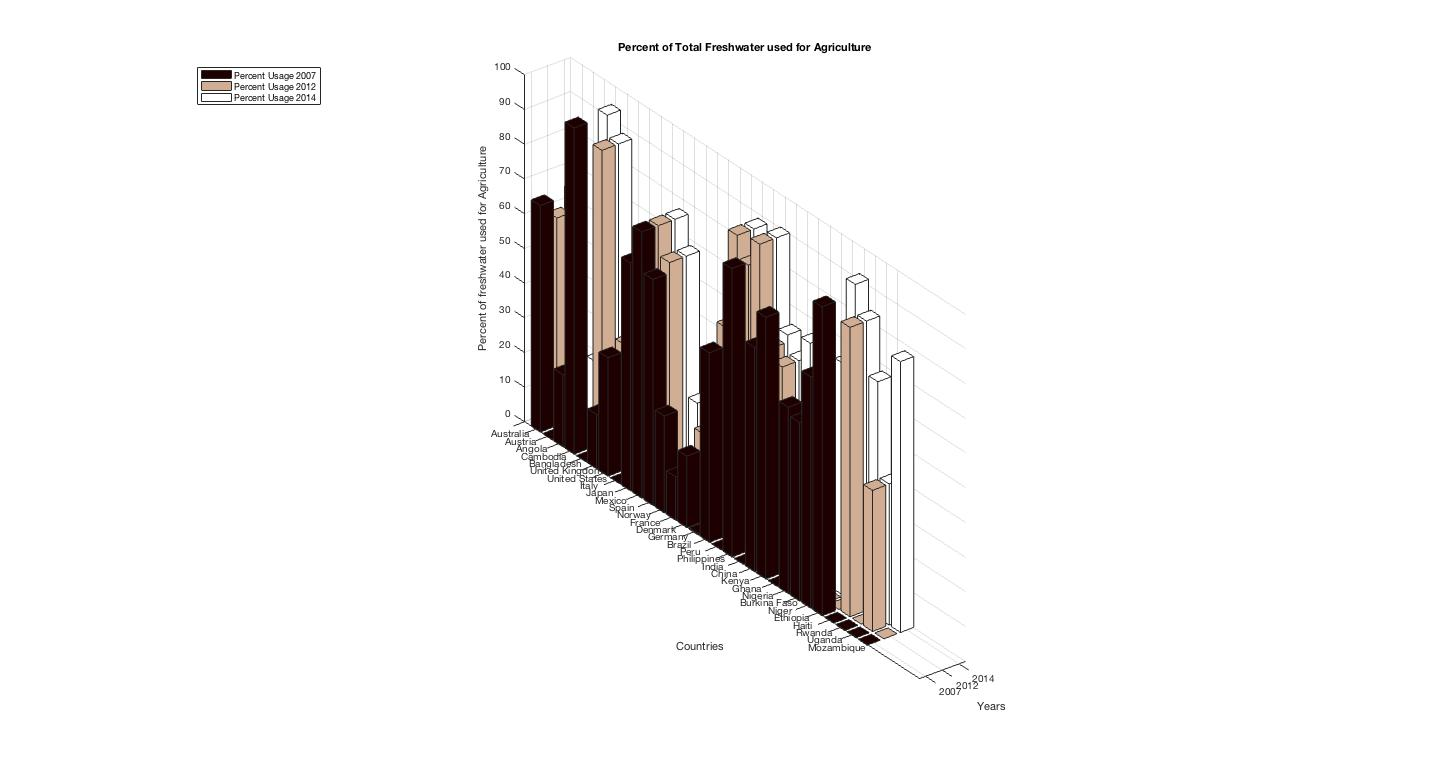 Percent of Total Freshwater used for Agriculture
Percent Usage 2007
Percent Usage 2012
Percent Usage 2014
Percent of freshwater used for Agriculture
100
90
80
70
60
50
40
30
20
10
0
Australia
Austria
Angola
Cambodia
Bangladesh
United Kingdom
United States
Italy
Japan
Mexico
Spain
Norway
France
Denmark
Germany
Brazil
Peru
Philippines
India
China
Kenya
Ghana
Nigeria
Burkina Faso
Niger
Ethiopia
Haiti
Rwanda
Uganda
Mozambique
Countries
2007
2012
2014
Years